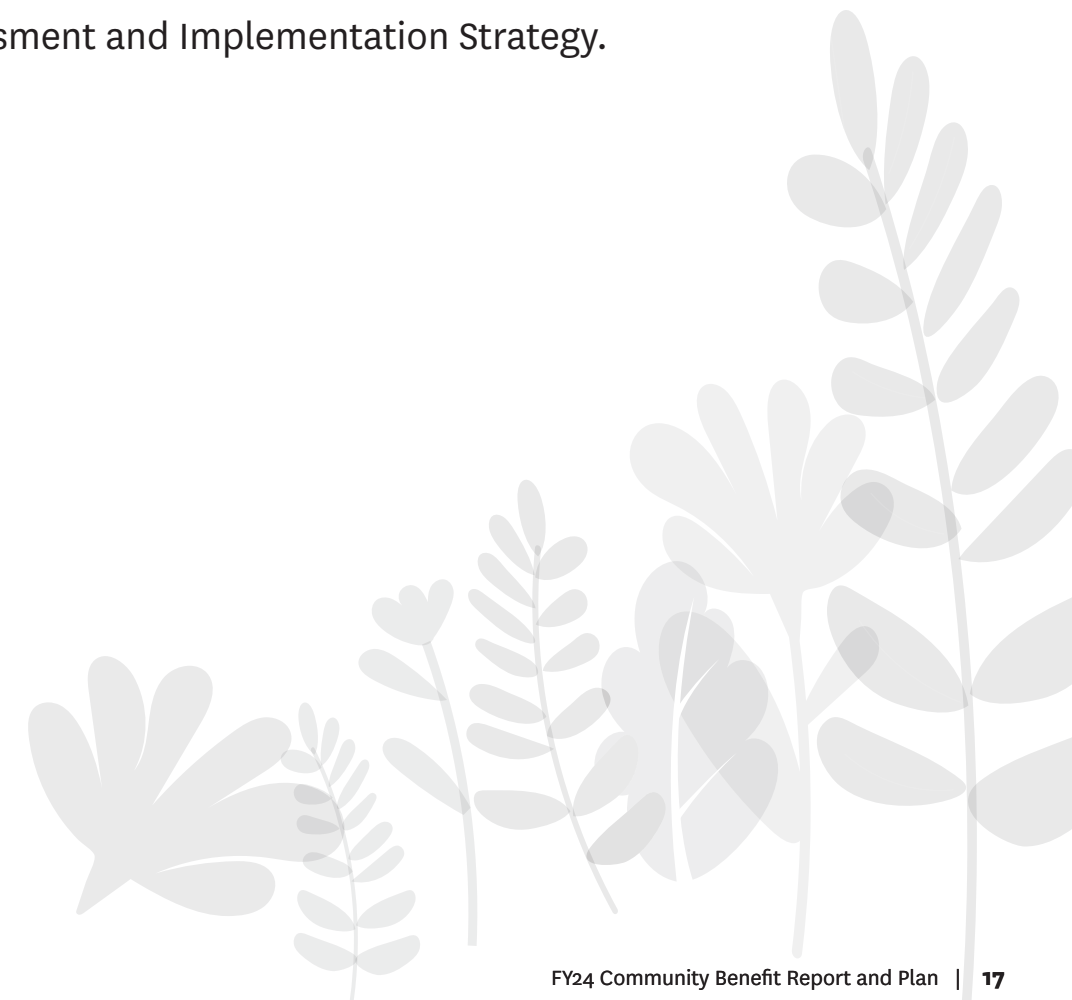 sment and Implementation Strategy.
FY24 Community Benefit Report and Plan | 17